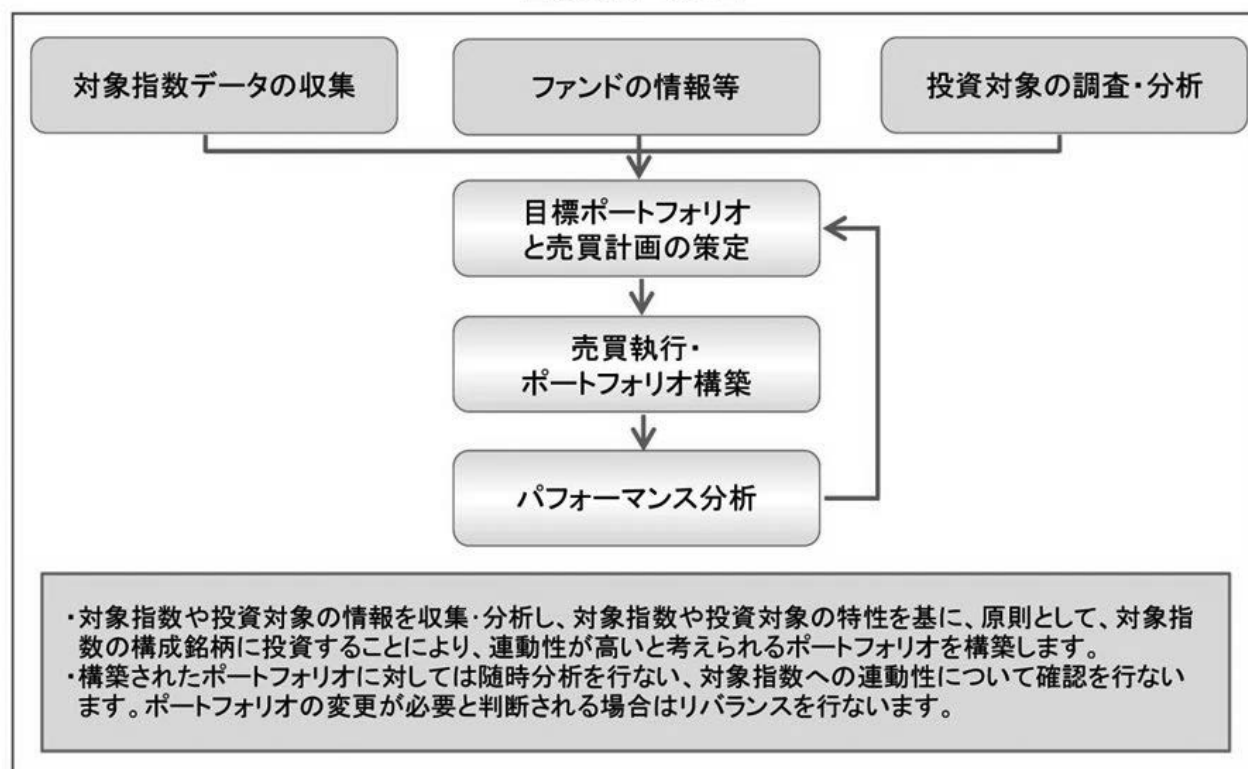 対象指数データの収集
ファンドの情報等
投資対象の調査・分析
目標ポートフォリオ
と売買計画の策定
売買執行・
ポートフォリオ構築
パフォーマンス分析
・対象指数や投資対象の情報を収集・分析し、対象指数や投資対象の特性を基に、原則として、対象指
数の構成銘柄に投資することにより、連動性が高いと考えられるポートフォリオを構築します。
・構築されたポートフォリオに対しては随時分析を行ない、対象指数への連動性について確認を行ない
ます。ポートフォリオの変更が必要と判断される場合はリバランスを行ないます。